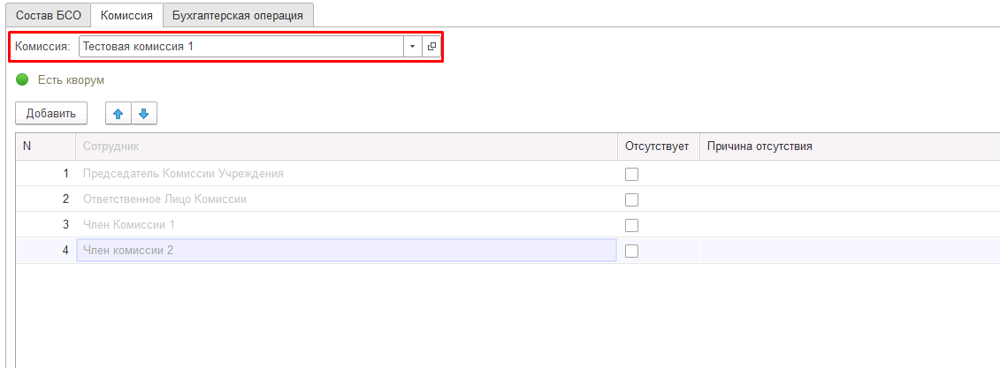 Состав БСО Комиссия Бухгалтерская операция
Комиссия: Тестовая комиссия 1
Есть кворум
Добавить
N Сотрудник Отсутствует Причина отсутствия
1 Председатель Комиссии Учреждения
2 Ответственное Лицо Комиссии
3 Член Комиссии 1
4 Член комиссии 2